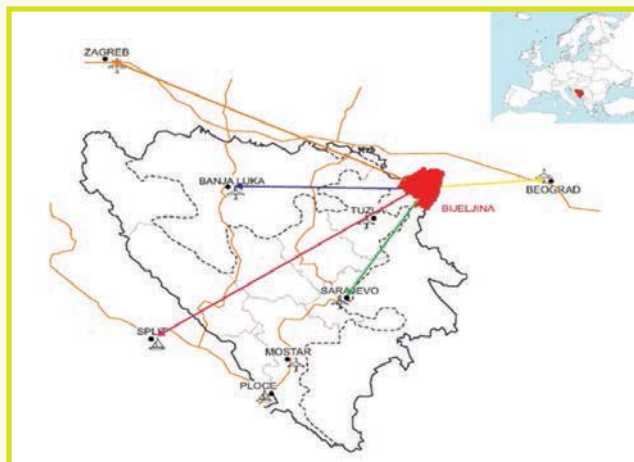 ZAGREB
BANJA LUKA
BEOGRAD
BIJELJINA
TUZLA
SARAJEVO
SPLIT
MOSTAR
PLOCE